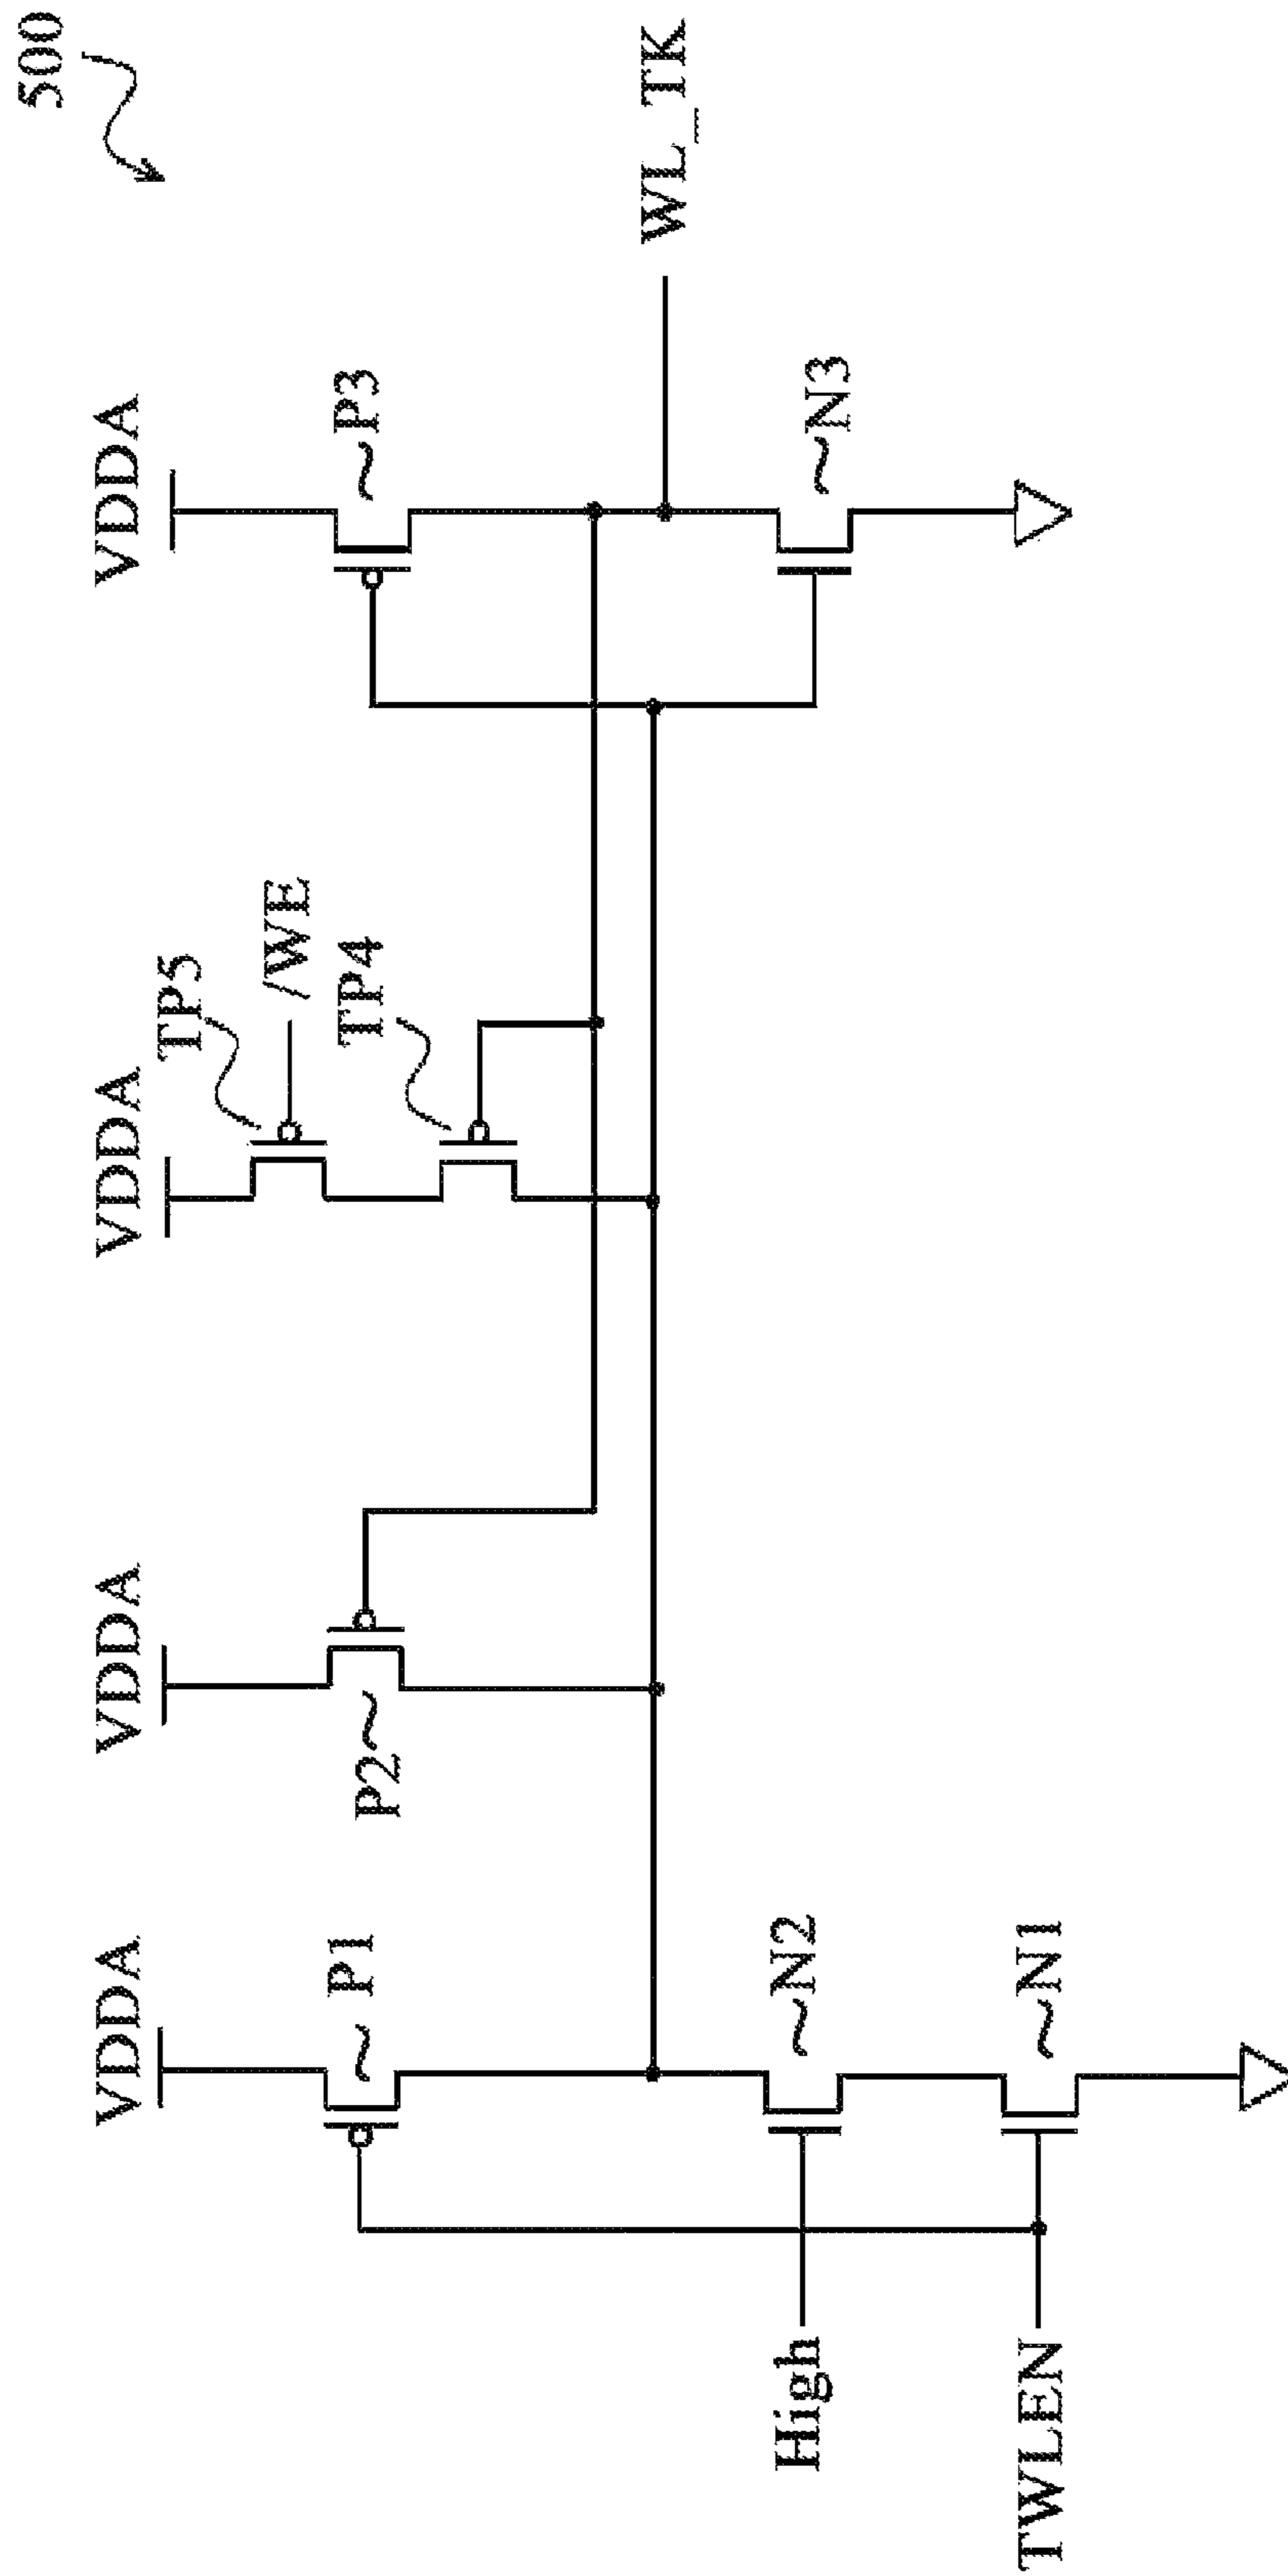 500
VDDA
VDDA
VDDA
VDDA
P1
P2
TP5
/WE
TP4
P3
WL_TK
High
N2
N3
TWLEN
N1